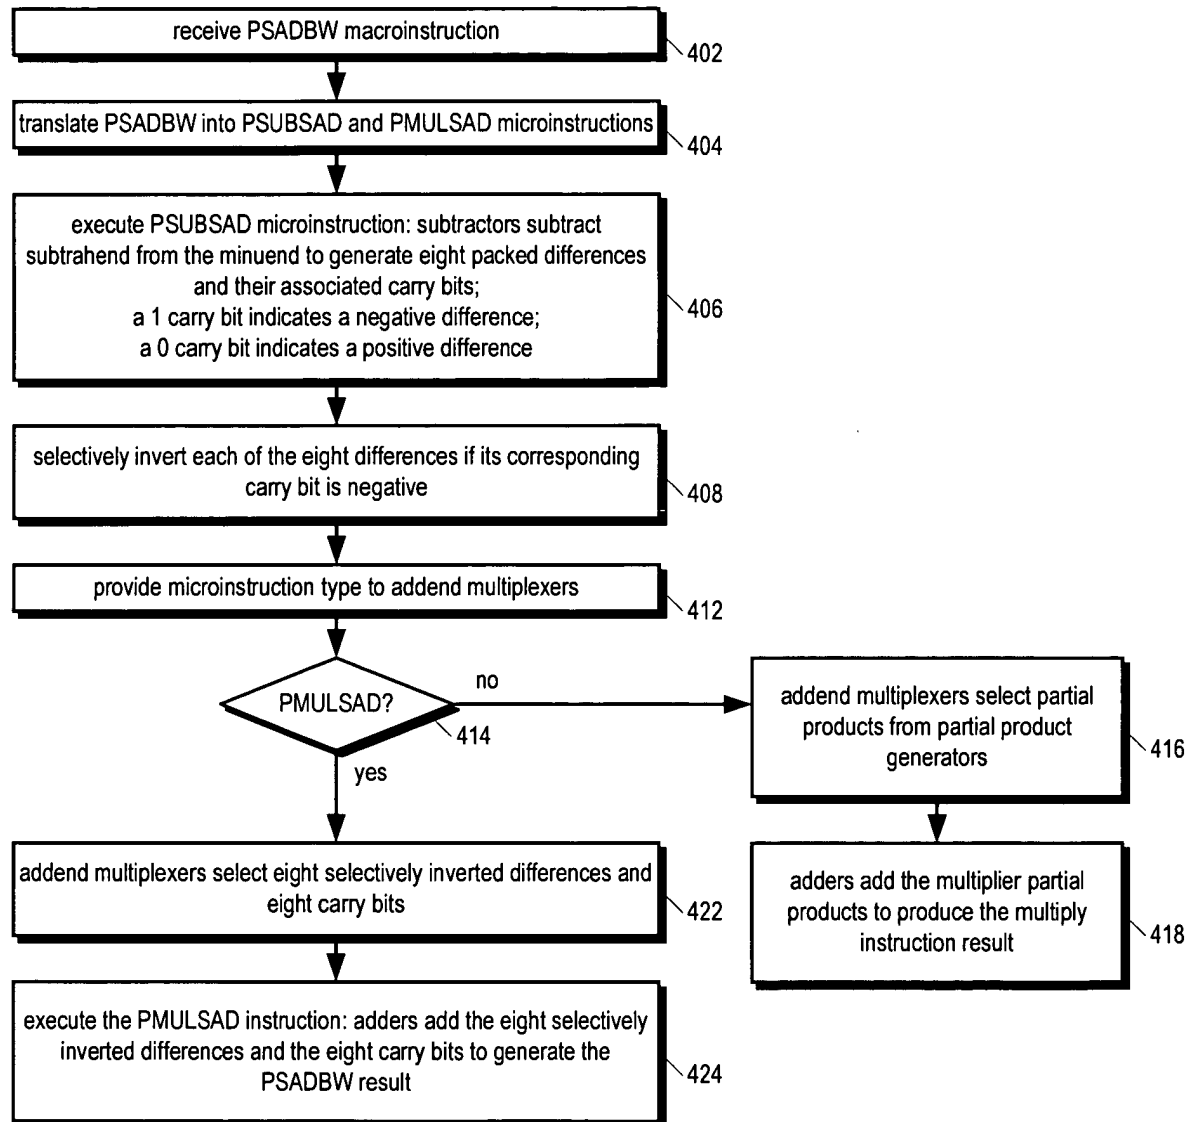 receive PSADBW macroinstruction
402
translate PSADBW into PSUBSAD and PMULSAD microinstructions
404
execute PSUBSAD microinstruction: subtractors subtract
subtrahend from the minuend to generate eight packed differences
and their associated carry bits;
a 1 carry bit indicates a negative difference;
a 0 carry bit indicates a positive difference
406
selectively invert each of the eight differences if its corresponding
carry bit is negative
408
provide microinstruction type to addend multiplexers
412
PMULSAD?
414
no
yes
addend multiplexers select partial
products from partial product
generators
416
adders add the multiplier partial
products to produce the multiply
instruction result
418
addend multiplexers select eight selectively inverted differences and
eight carry bits
422
execute the PMULSAD instruction: adders add the eight selectively
inverted differences and the eight carry bits to generate the
PSADBW result
424